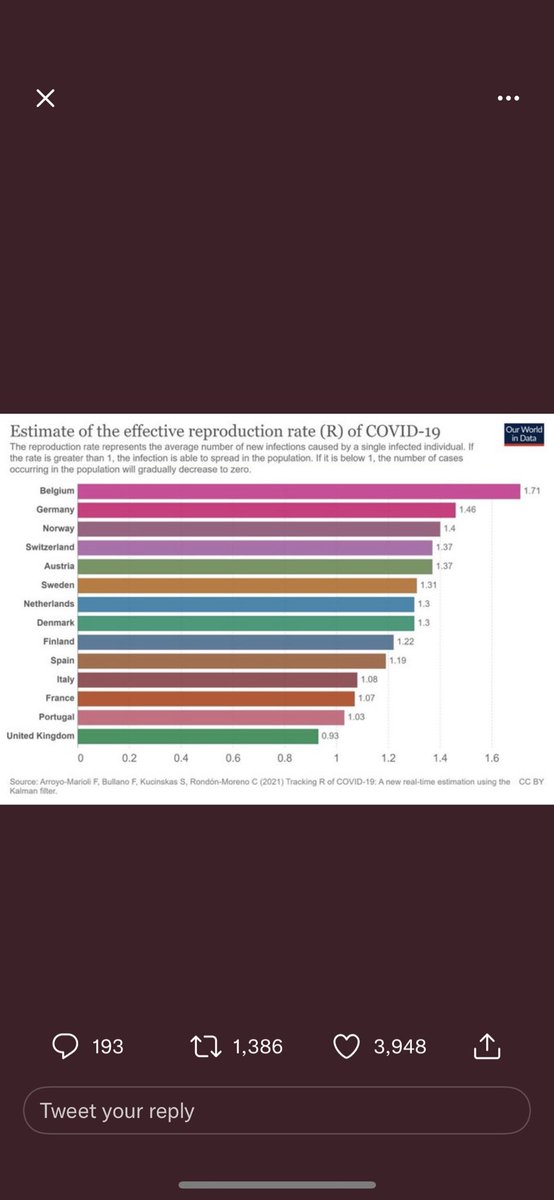 Estimate of the effective reproduction rate (R) of COVID-19
Our World
in Data
The reproduction rate represents the average number of new infections caused by a single infected individual. If
the rate is greater than 1, the infection is able to spread in the population. If it is below 1, the number of cases
occurring in the population will gradually decrease to zero.
Belgium 1.71
Germany 1.46
Norway 1.4
Switzerland 1.37
Austria 1.37
Sweden 1.31
Netherlands 1.3
Denmark 1.3
Finland 1.22
Spain 1.19
Italy 1.08
France 1.07
Portugal 1.03
United Kingdom 0.93
0 0.2 0.4 0.6 0.8 1 1.2 1.4 1.6
Source: Arroyo-Marioli F, Bullano F, Kucinskas S, Rondón-Moreno C (2021) Tracking R of COVID-19: A new real-time estimation using the CC BY
Kalman filter.
193 1,386 3,948
Tweet your reply